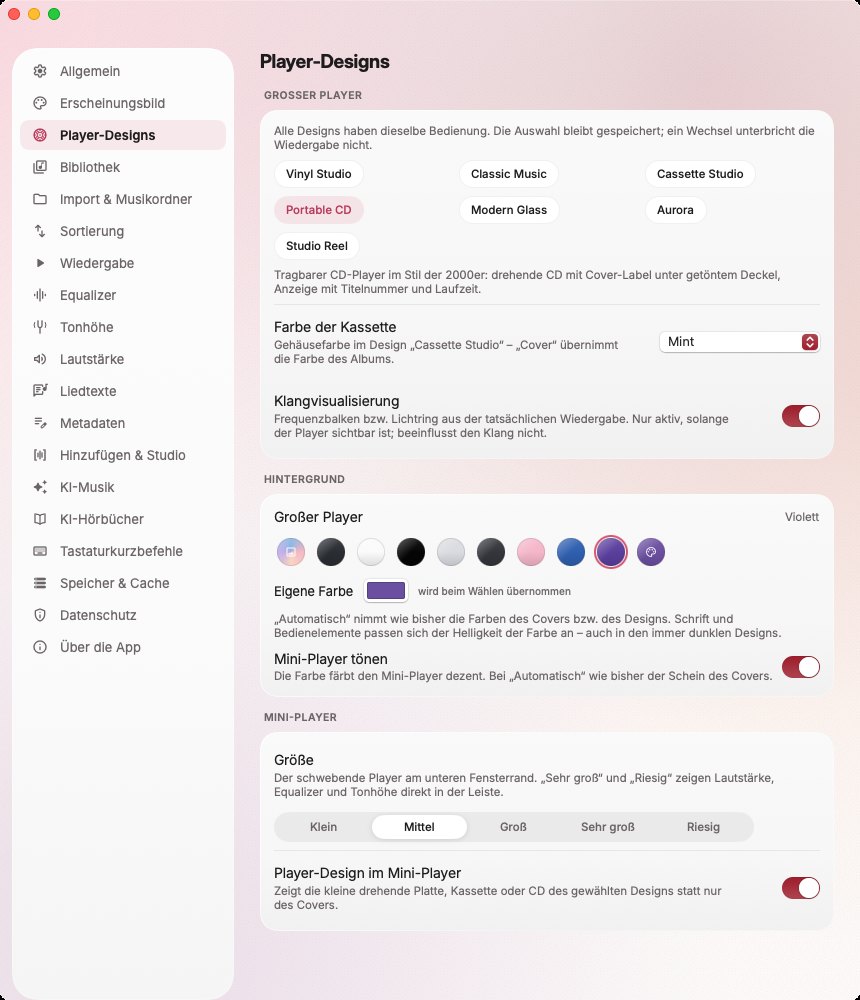 Allgemein
Erscheinungsbild
Player-Designs
Bibliothek
Import & Musikordner
Sortierung
Wiedergabe
Equalizer
Tonhöhe
Lautstärke
Liedtexte
Metadaten
Hinzufügen & Studio
KI-Musik
KI-Hörbücher
Tastaturkurzbefehle
Speicher & Cache
Datenschutz
Über die App
Player-Designs
GROSSER PLAYER
Alle Designs haben dieselbe Bedienung. Die Auswahl bleibt gespeichert; ein Wechsel unterbricht die
Wiedergabe nicht.
Vinyl Studio
Classic Music
Cassette Studio
Portable CD
Modern Glass
Aurora
Studio Reel
Tragbarer CD-Player im Stil der 2000er: drehende CD mit Cover-Label unter getöntem Deckel,
Anzeige mit Titelnummer und Laufzeit.
Farbe der Kassette
Gehäusefarbe im Design „Cassette Studio“ – „Cover“ übernimmt
die Farbe des Albums.
Mint
Klangvisualisierung
Frequenzbalken bzw. Lichtring aus der tatsächlichen Wiedergabe. Nur aktiv, solange
der Player sichtbar ist; beeinflusst den Klang nicht.
HINTERGRUND
Großer Player
Violett
Eigene Farbe
wird beim Wählen übernommen
„Automatisch“ nimmt wie bisher die Farben des Covers bzw. des Designs. Schrift und
Bedienelemente passen sich der Helligkeit der Farbe an – auch in den immer dunklen Designs.
Mini-Player tönen
Die Farbe färbt den Mini-Player dezent. Bei „Automatisch“ wie bisher der Schein des Covers.
MINI-PLAYER
Größe
Der schwebende Player am unteren Fensterrand. „Sehr groß“ und „Riesig“ zeigen Lautstärke,
Equalizer und Tonhöhe direkt in der Leiste.
Klein
Mittel
Groß
Sehr groß
Riesig
Player-Design im Mini-Player
Zeigt die kleine drehende Platte, Kassette oder CD des gewählten Designs statt nur
des Covers.